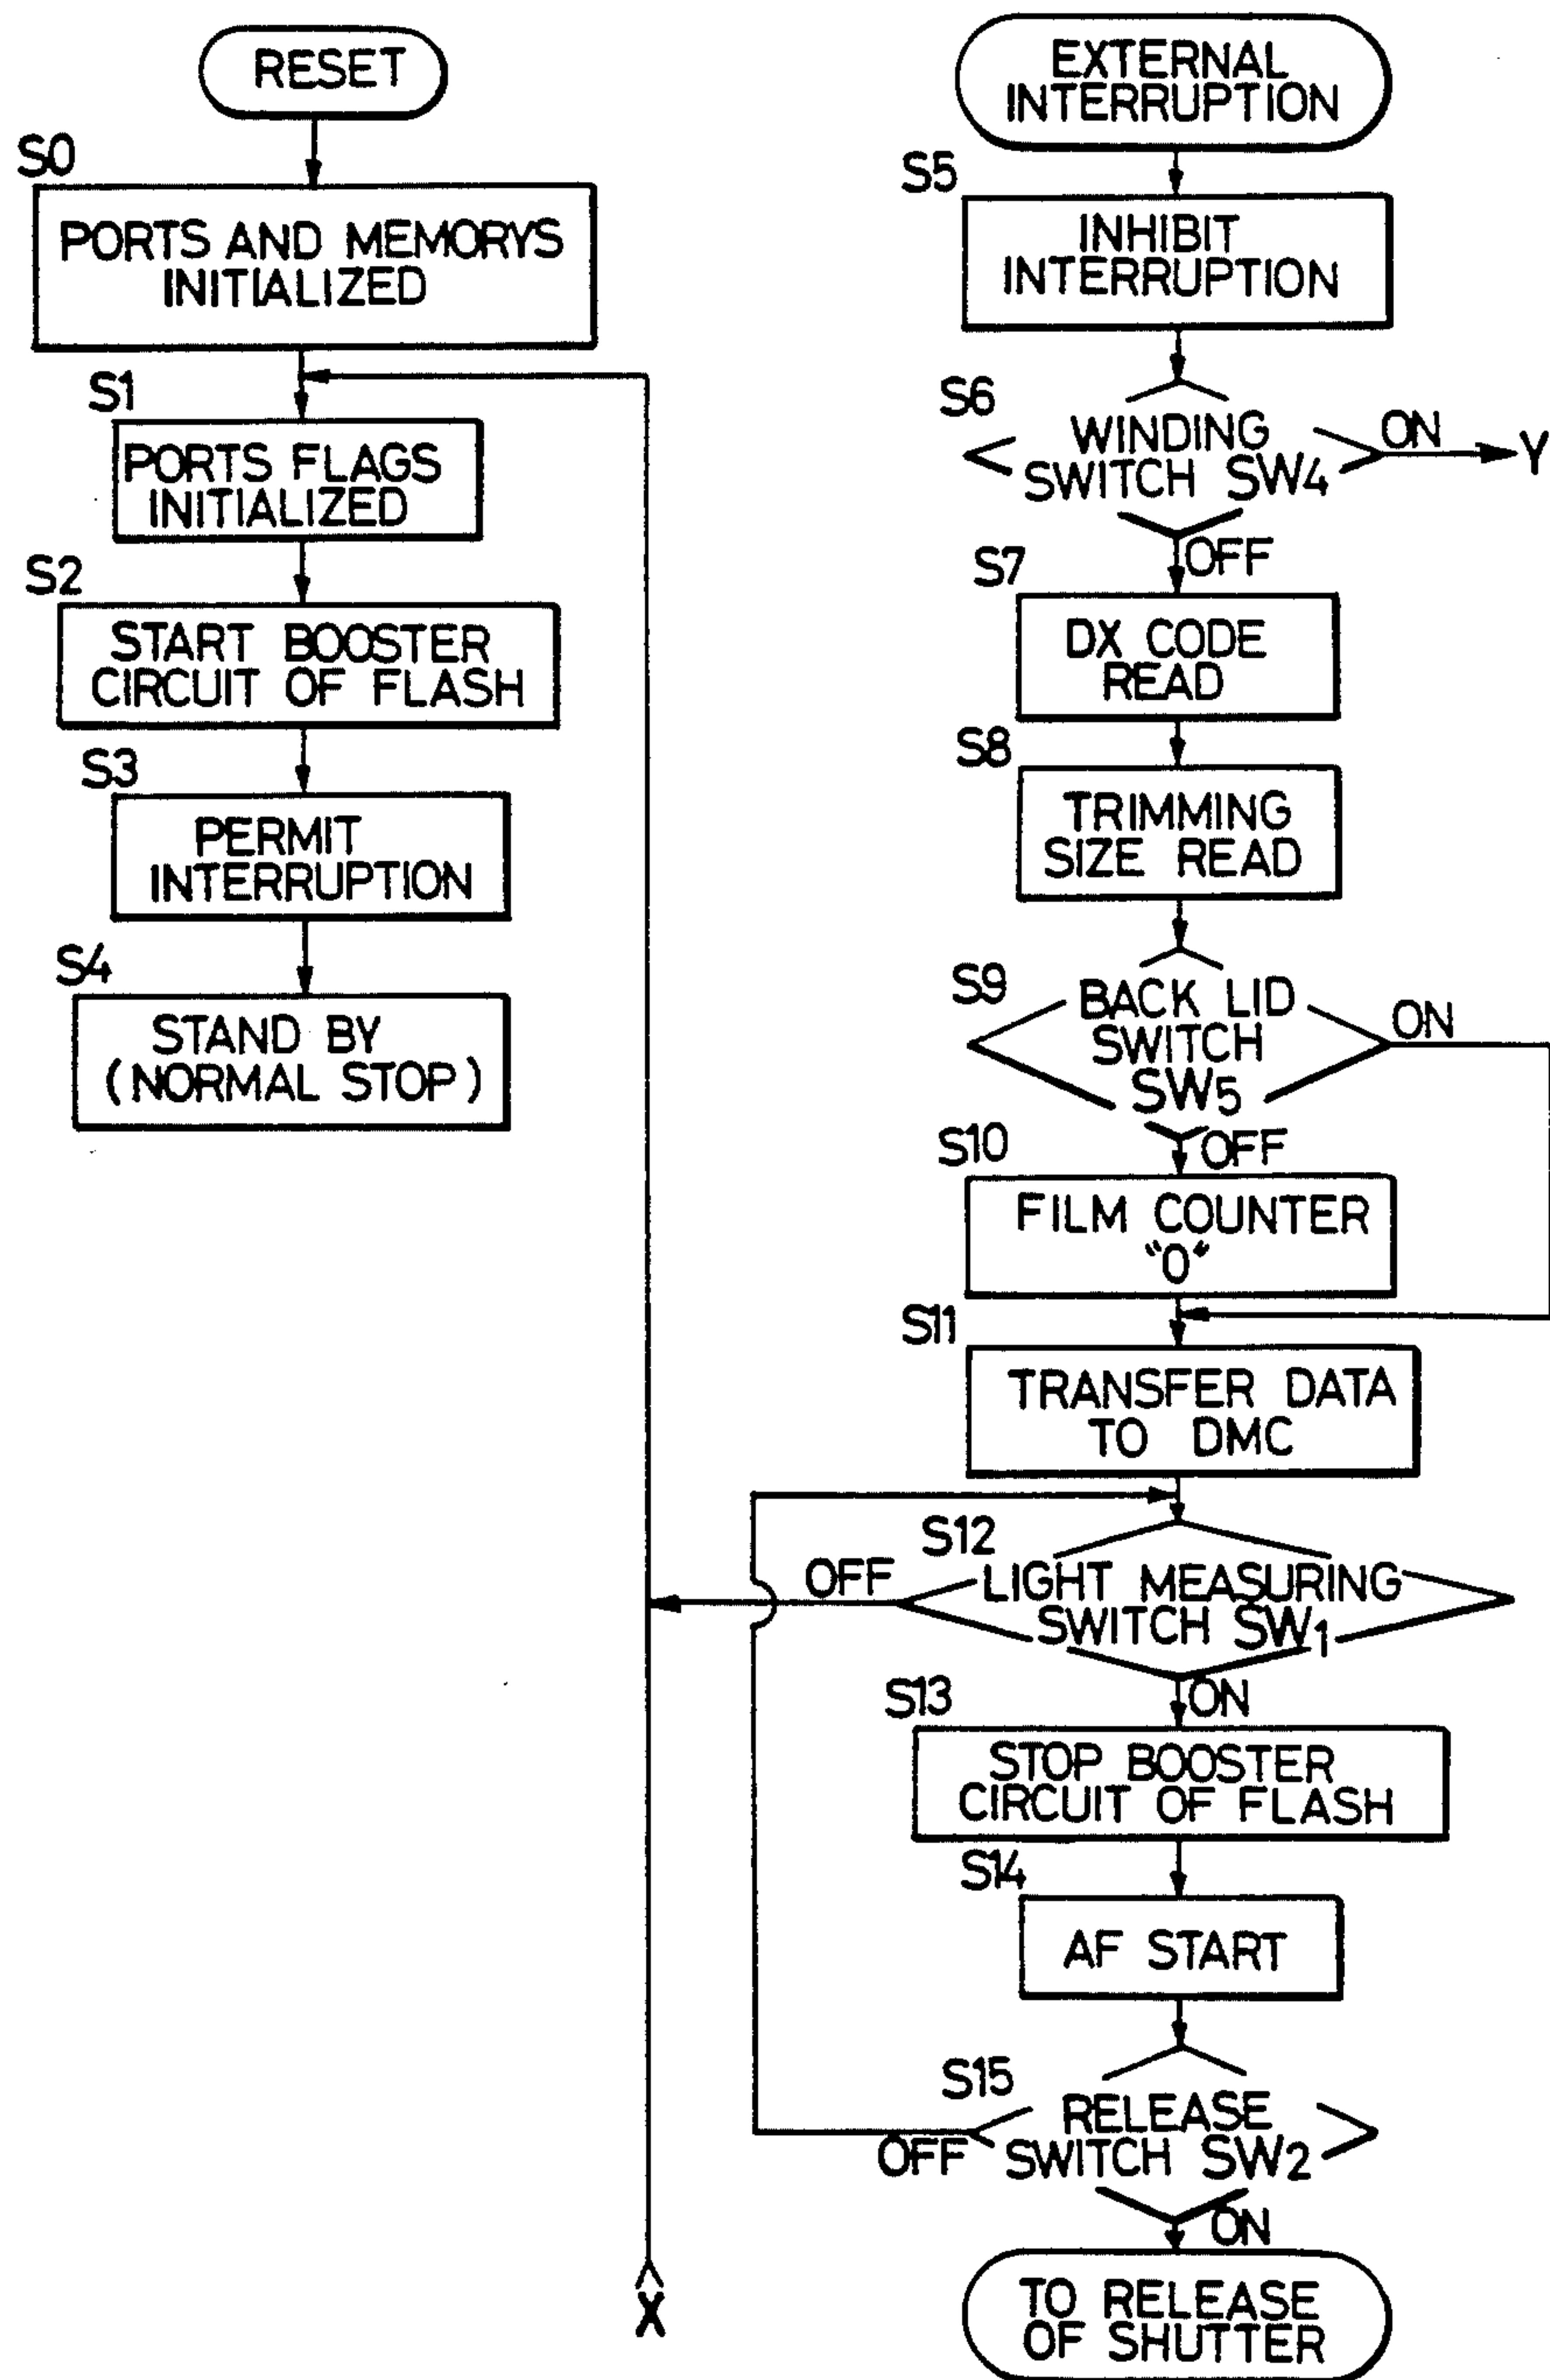 RESET
S0
PORTS AND MEMORYS
INITIALIZED
S1
PORTS FLAGS
INITIALIZED
S2
START BOOSTER
CIRCUIT OF FLASH
S3
PERMIT
INTERRUPTION
S4
STAND BY
(NORMAL STOP)
X
EXTERNAL
INTERRUPTION
S5
INHIBIT
INTERRUPTION
S6
WINDING
SWITCH SW4
ON
Y
OFF
S7
DX CODE
READ
S8
TRIMMING
SIZE READ
S9
BACK LID
SWITCH
SW5
ON
OFF
S10
FILM COUNTER
"0"
S11
TRANSFER DATA
TO DMC
S12
OFF
LIGHT MEASURING
SWITCH SW1
ON
S13
STOP BOOSTER
CIRCUIT OF FLASH
S14
AF START
S15
RELEASE
SWITCH SW2
OFF
ON
TO RELEASE
OF SHUTTER